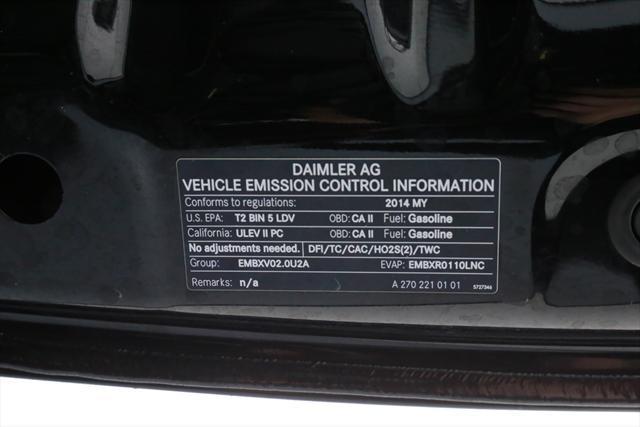 DAIMLER AG
VEHICLE EMISSION CONTROL INFORMATION
Conforms to regulations: 2014 MY
U.S. EPA: T2 BIN 5 LDV OBD: CA II Fuel: Gasoline
California: ULEV II PC OBD: CA II Fuel: Gasoline
No adjustments needed. DFI/TC/CAC/HO2S(2)/TWC
Group: EMBXV02.0U2A EVAP: EMBXR0110LNC
Remarks: n/a A 270 221 01 01 5727346